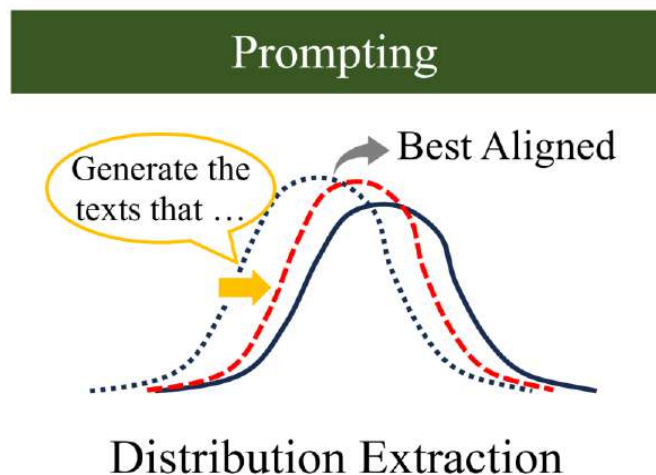 Prompting
Best Aligned
Generate the
texts that …
Distribution Extraction